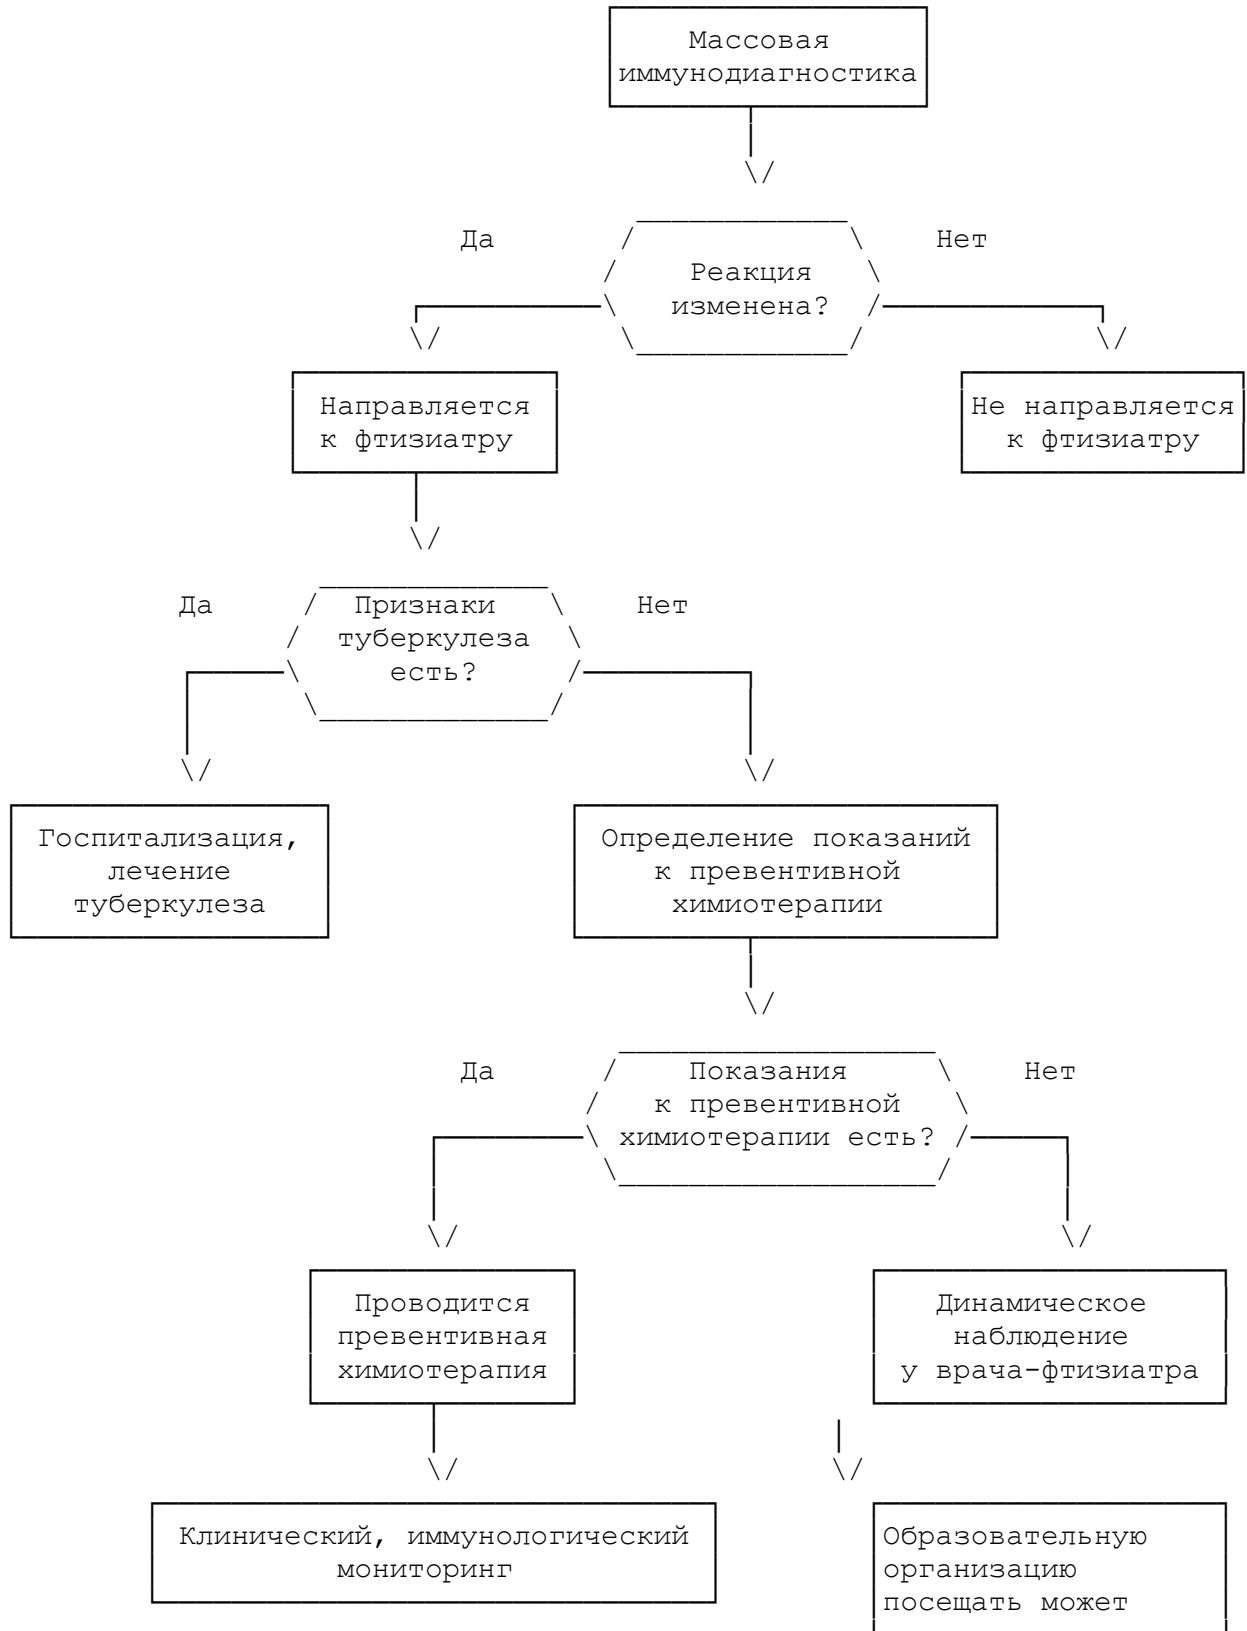 Массовая
иммунодиагностика
Да
Нет
Реакция
изменена?
Направляется
к фтизиатру
Не направляется
к фтизиатру
Да
Признаки
Нет
туберкулеза
есть?
Госпитализация,
лечение
туберкулеза
Определение показаний
к превентивной
химиотерапии
Да
Показания
Нет
к превентивной
химиотерапии есть?
Проводится
превентивная
химиотерапия
Динамическое
наблюдение
у врача-фтизиатра
Клинический, иммунологический
мониторинг
Образовательную
организацию
посещать может